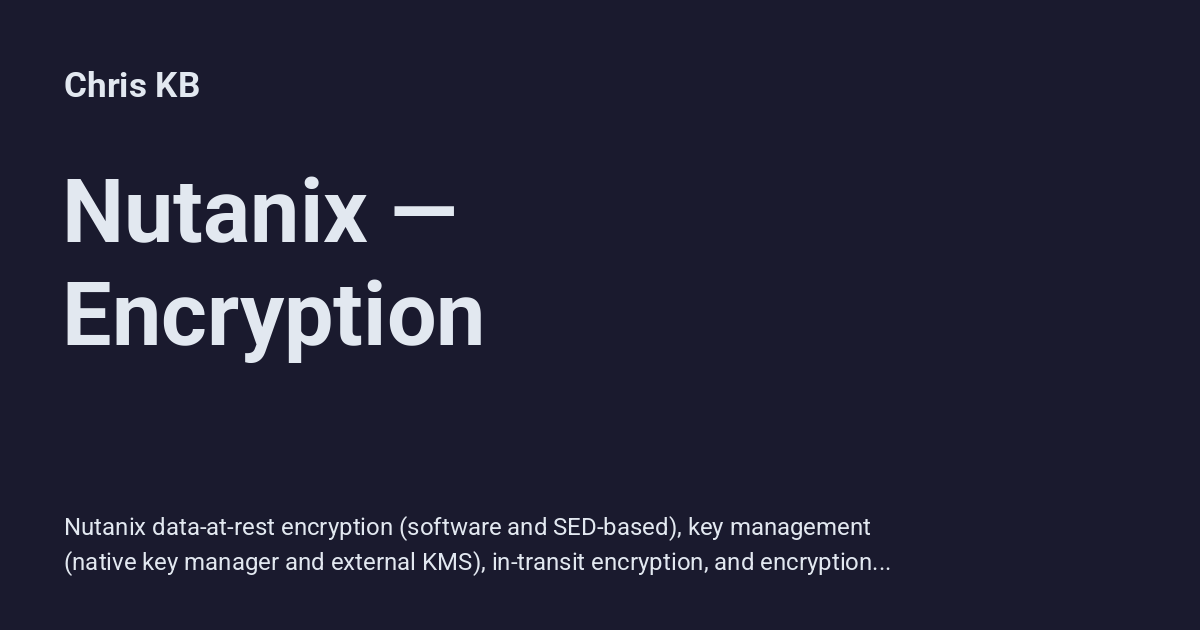 Chris KB
Nutanix —
Encryption
Nutanix data-at-rest encryption (software and SED-based), key management
(native key manager and external KMS), in-transit encryption, and encryption...